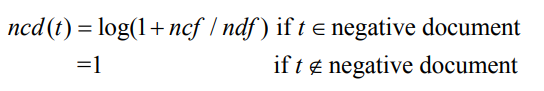 ncd(t) = log(1 + ncf / ndf) if t ∈ negative document
=1 if t ∉ negative document